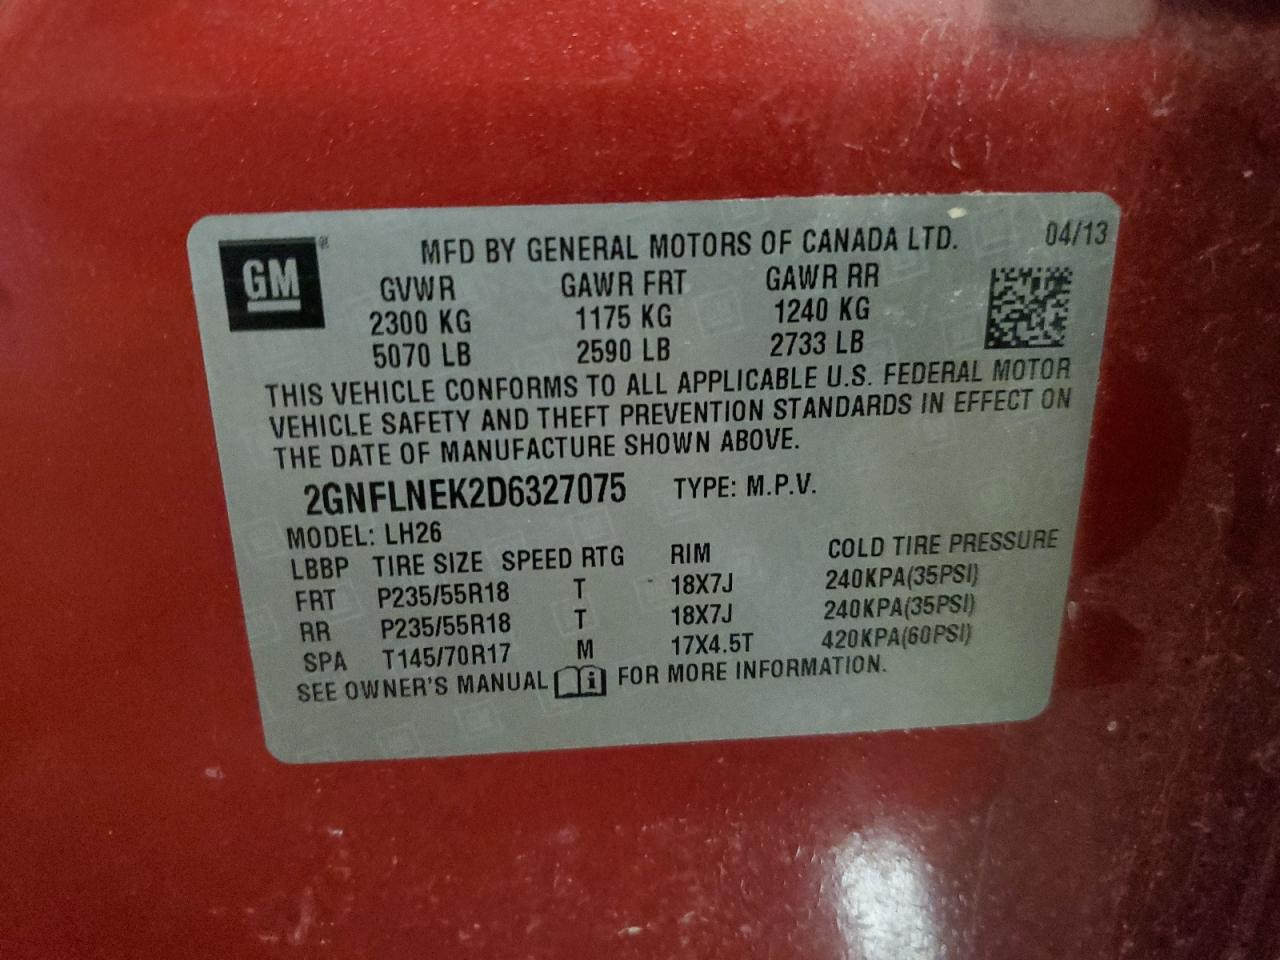 GM®
MFD BY GENERAL MOTORS OF CANADA LTD. 04/13
GVWR GAWR FRT GAWR RR
2300 KG 1175 KG 1240 KG
5070 LB 2590 LB 2733 LB
THIS VEHICLE CONFORMS TO ALL APPLICABLE U.S. FEDERAL MOTOR
VEHICLE SAFETY AND THEFT PREVENTION STANDARDS IN EFFECT ON
THE DATE OF MANUFACTURE SHOWN ABOVE.
2GNFLNEK2D6327075 TYPE: M.P.V.
MODEL: LH26
LBBP TIRE SIZE SPEED RTG RIM COLD TIRE PRESSURE
FRT P235/55R18 T 18X7J 240KPA(35PSI)
RR P235/55R18 T 18X7J 240KPA(35PSI)
SPA T145/70R17 M 17X4.5T 420KPA(60PSI)
SEE OWNER'S MANUAL i FOR MORE INFORMATION.